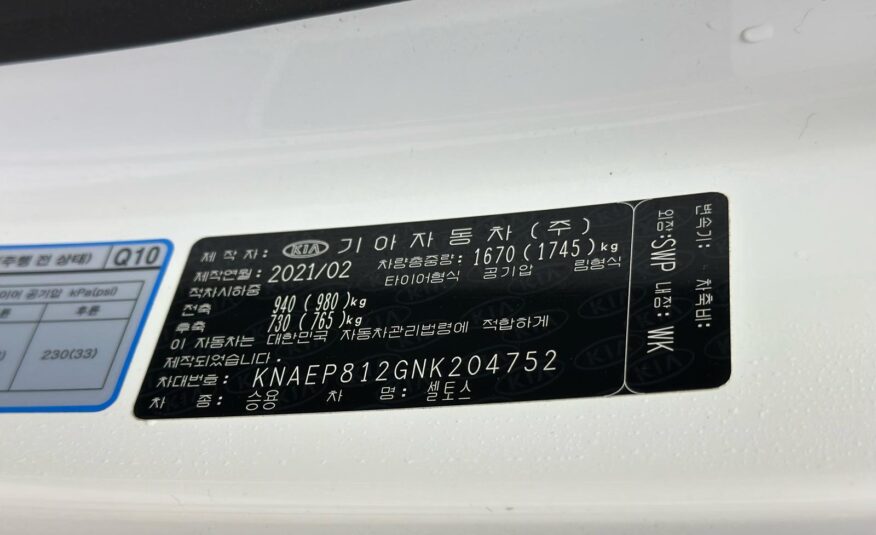 주행 전 상태) Q10
이어 공기압 kPa(psi)
후륜
230(33)
제작자: KIA 기아자동차(주)
제작연월: 2021/02 차량총중량: 1670 (1745) kg
적차시하중 타이어형식 공기압 림형식
전축 940 (980) kg
후축 730 (765) kg
이 자동차는 대한민국 자동차관리법령에 적합하게
제작되었습니다.
차대번호: KNAEP812GNK204752
차종: 승용 차명: 셀토스
변속기: 차축비:
외장:SWP 내장:WK